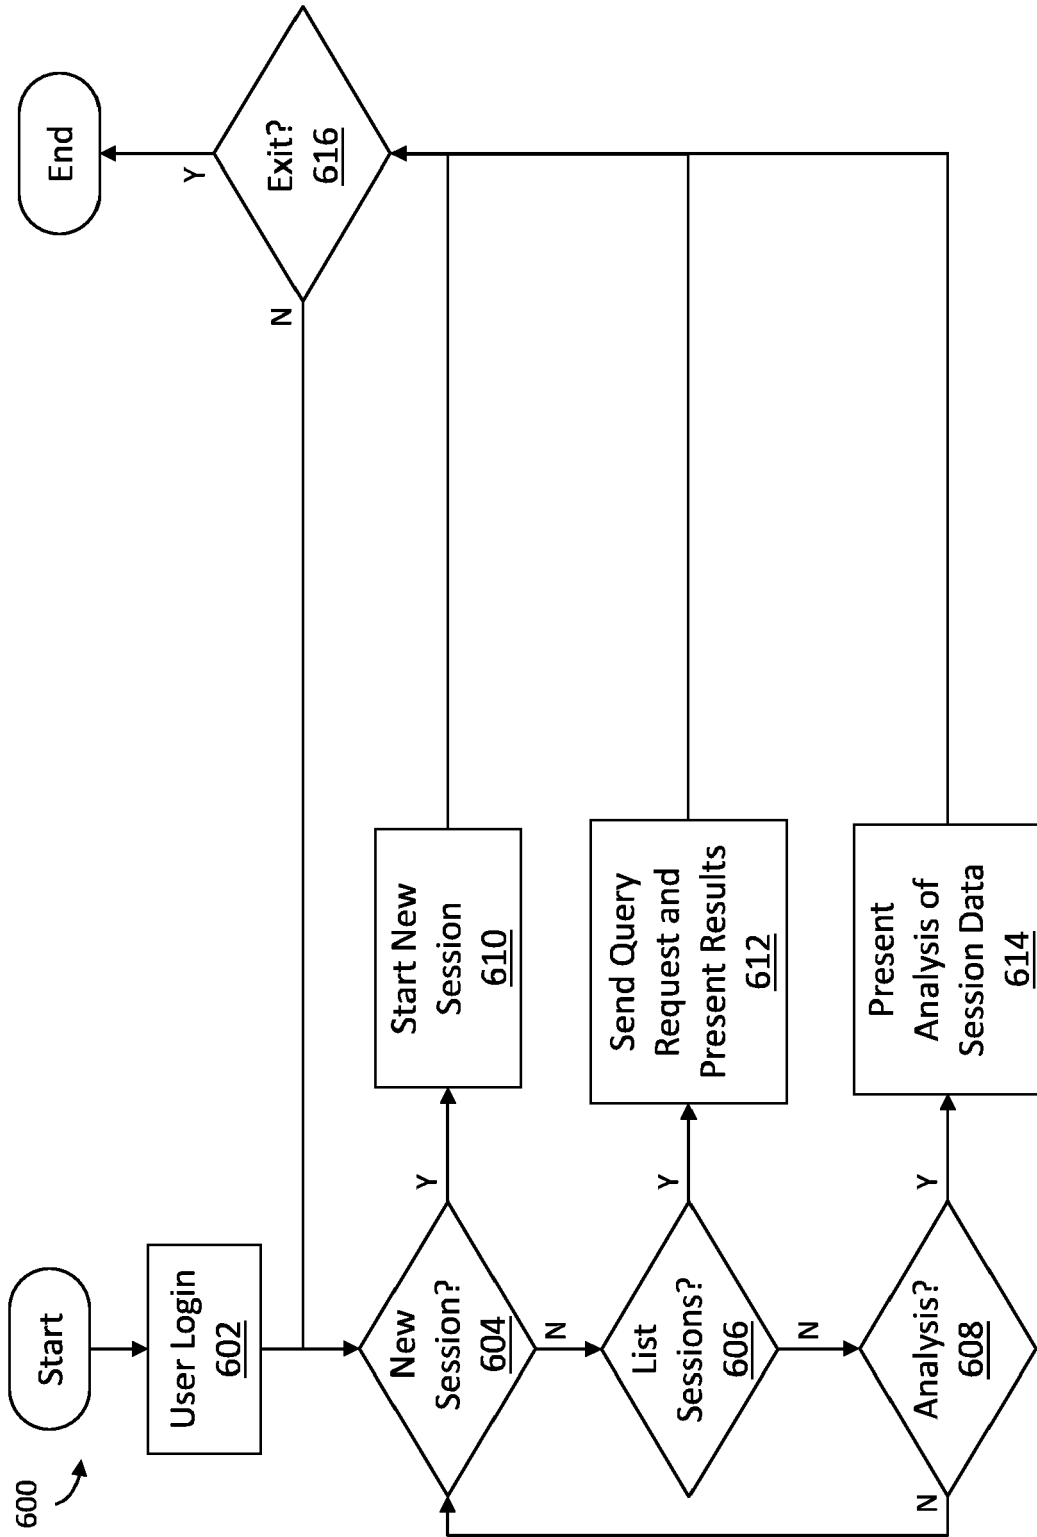 600
Start
User Login
602
New
Session?
604
Y
N
Start New
Session
610
List
Sessions?
606
Y
N
Send Query
Request and
Present Results
612
Analysis?
608
Y
N
Present
Analysis of
Session Data
614
Exit?
616
Y
N
End